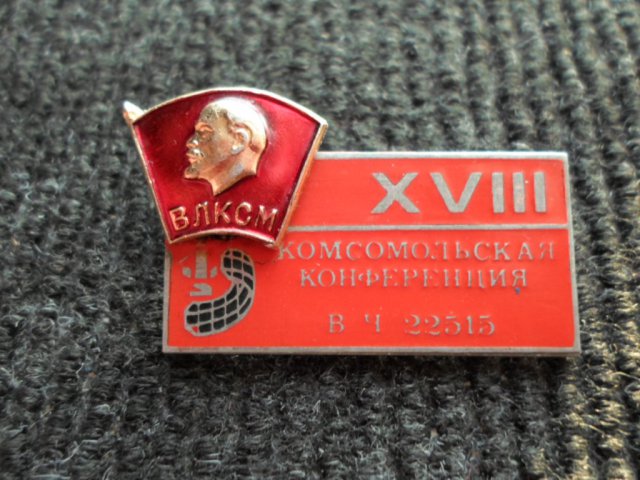 XVIII
ВЛКСМ
КОМСОМОЛЬСКАЯ
КОНФЕРЕНЦИЯ
В Ч 22515